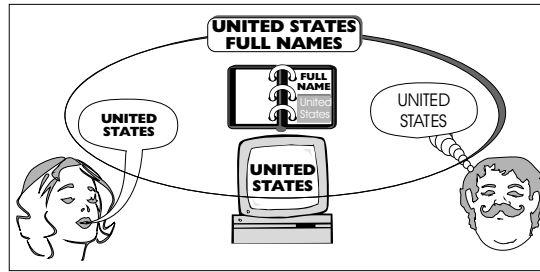 UNITED STATES
FULL NAMES
FULL
NAME
United
States
UNITED
STATES
UNITED
STATES
UNITED
STATES